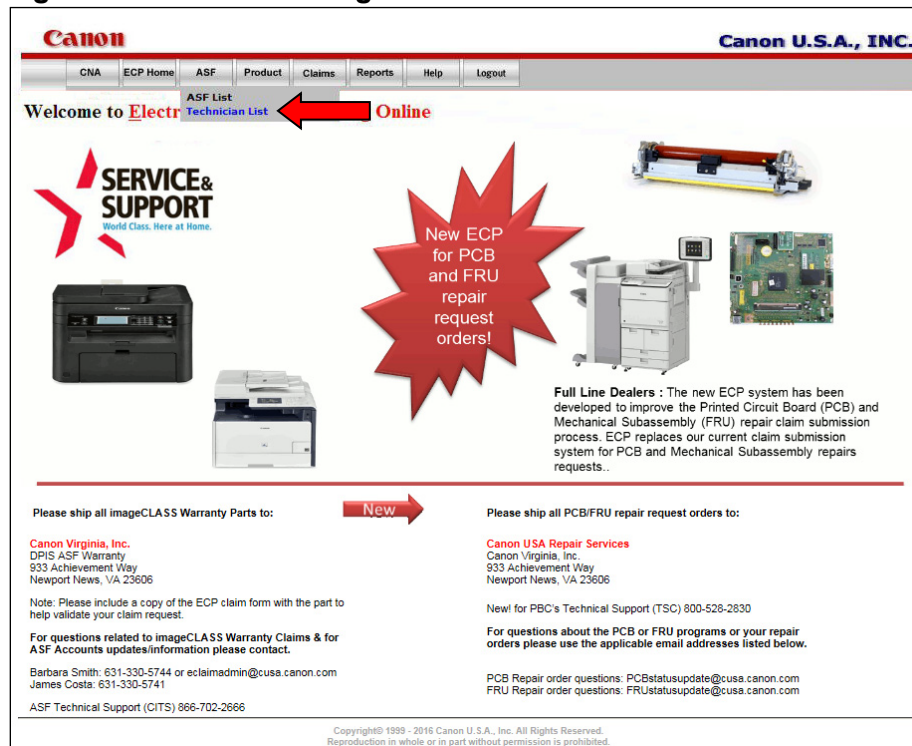 Canon
Canon U.S.A., INC.
CNA ECP Home ASF Product Claims Reports Help Logout
ASF List
Technician List
Welcome to Electr Online
SERVICE&
SUPPORT
World Class. Here at Home.
New ECP
for PCB
and FRU
repair
request
orders!
Full Line Dealers : The new ECP system has been
developed to improve the Printed Circuit Board (PCB) and
Mechanical Subassembly (FRU) repair claim submission
process. ECP replaces our current claim submission
system for PCB and Mechanical Subassembly repairs
requests..
Please ship all imageCLASS Warranty Parts to:
Canon Virginia, Inc.
DPIS ASF Warranty
933 Achievement Way
Newport News, VA 23606
Note: Please include a copy of the ECP claim form with the part to
help validate your claim request.
For questions related to imageCLASS Warranty Claims & for
ASF Accounts updates/information please contact.
Barbara Smith: 631-330-5744 or eclaimadmin@cusa.canon.com
James Costa: 631-330-5741
ASF Technical Support (CITS) 866-702-2666
New
Please ship all PCB/FRU repair request orders to:
Canon USA Repair Services
Canon Virginia, Inc.
933 Achievement Way
Newport News, VA 23606
New! for PBC's Technical Support (TSC) 800-528-2830
For questions about the PCB or FRU programs or your repair
orders please use the applicable email addresses listed below.
PCB Repair order questions: PCBstatusupdate@cusa.canon.com
FRU Repair order questions: FRUstatusupdate@cusa.canon.com
Copyright© 1999 - 2016 Canon U.S.A., Inc. All Rights Reserved.
Reproduction in whole or in part without permission is prohibited.